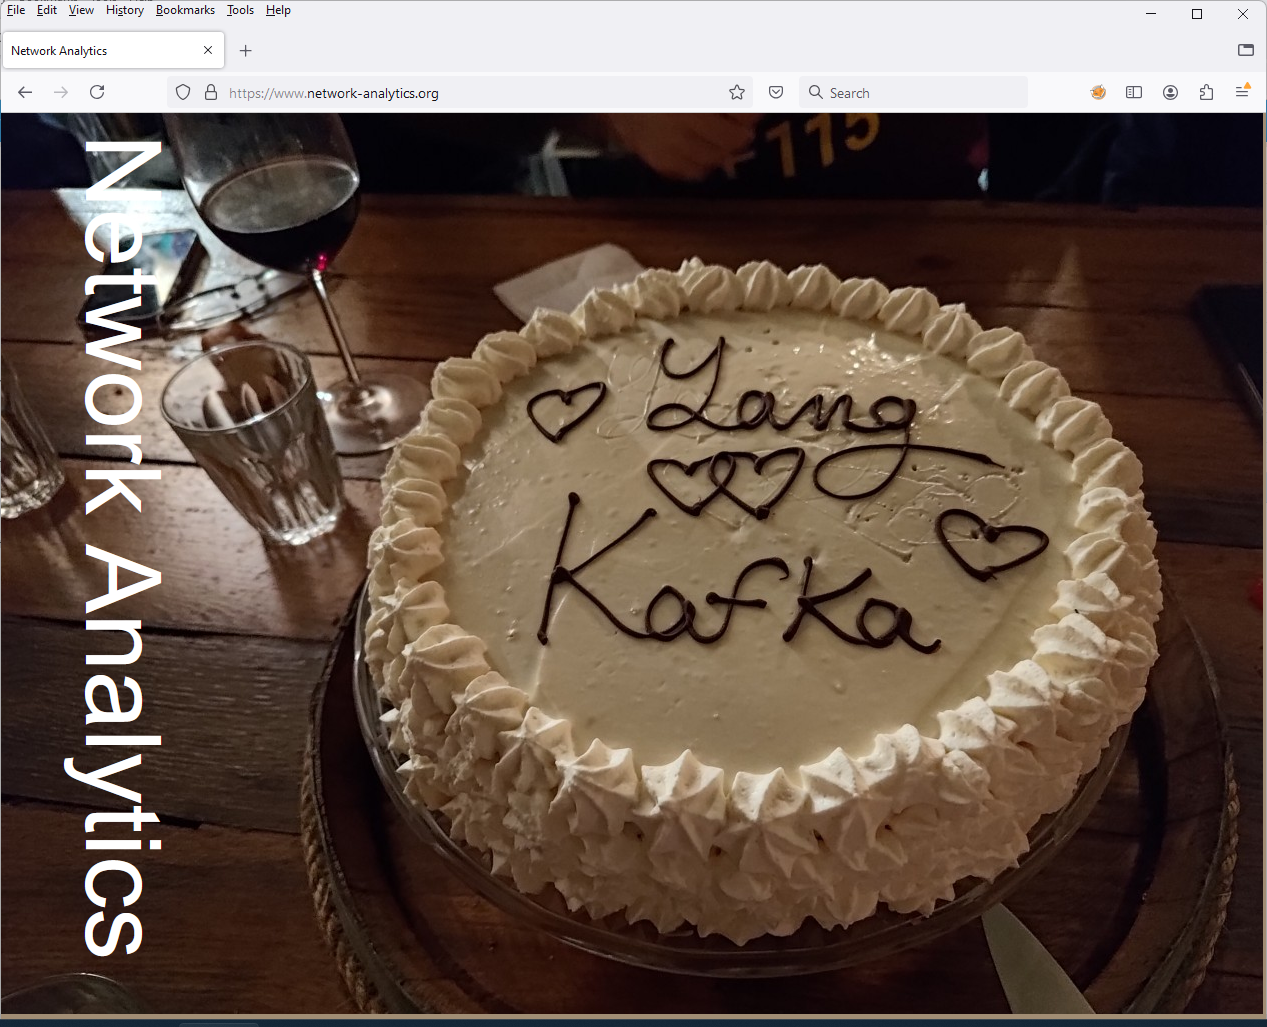 File Edit View History Bookmarks Tools Help
Network Analytics
https://www.network-analytics.org
Search
115
Network Analytics
Yang
Kafka